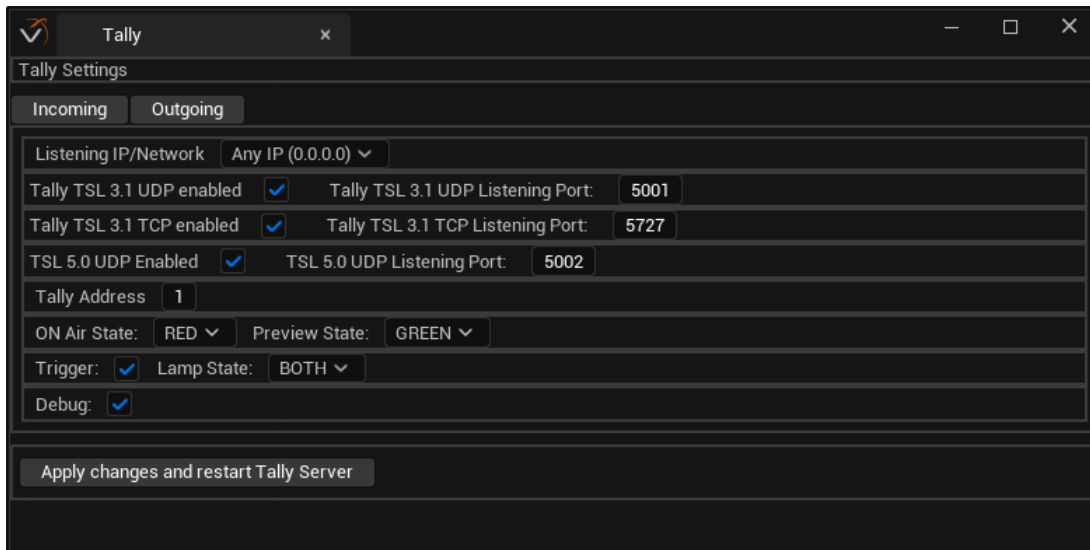 Tally
Tally Settings
Incoming Outgoing
Listening IP/Network Any IP (0.0.0.0)
Tally TSL 3.1 UDP enabled Tally TSL 3.1 UDP Listening Port: 5001
Tally TSL 3.1 TCP enabled Tally TSL 3.1 TCP Listening Port: 5727
TSL 5.0 UDP Enabled TSL 5.0 UDP Listening Port: 5002
Tally Address 1
ON Air State: RED Preview State: GREEN
Trigger: Lamp State: BOTH
Debug:
Apply changes and restart Tally Server